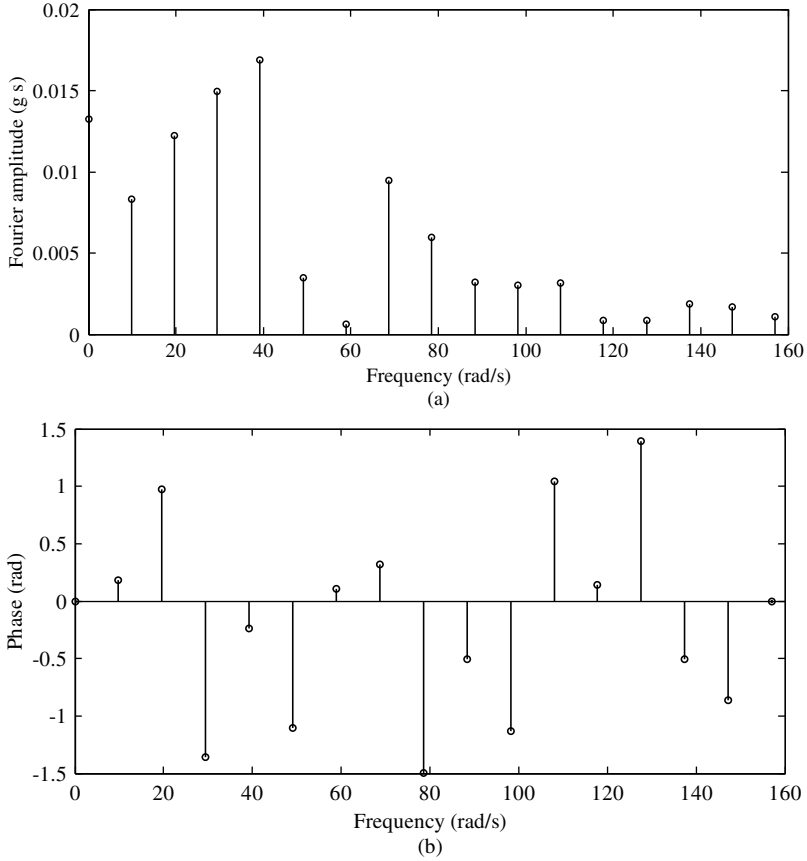 0.02
0.015
0.01
0.005
0
Fourier amplitude (g s)
0 20 40 60 80 100 120 140 160
Frequency (rad/s)
(a)
1.5
1
0.5
0
-0.5
-1
-1.5
Phase (rad)
0 20 40 60 80 100 120 140 160
Frequency (rad/s)
(b)